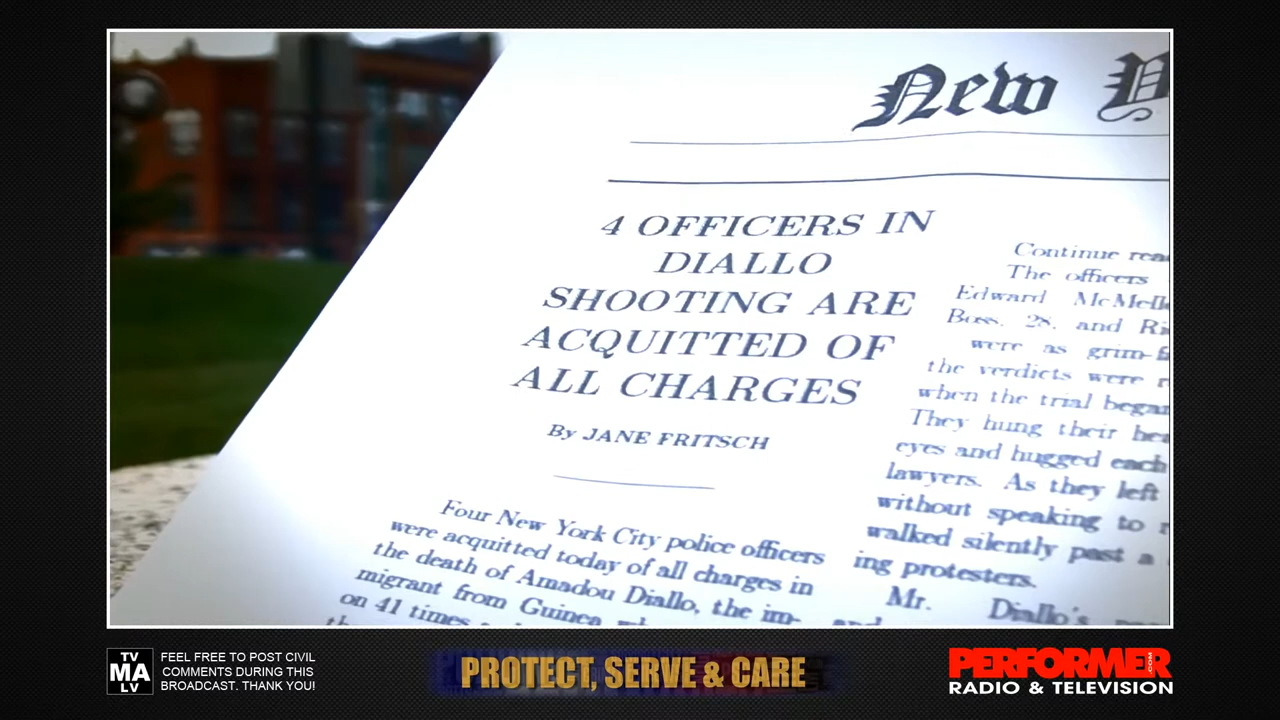 New
4 OFFICERS IN
DIALLO
SHOOTING ARE
ACQUITTED OF
ALL CHARGES
By JANE FRITSCH
Four New York City police officers
were acquitted today of all charges in
the death of Amadou Diallo, the im-
migrant from Guinea
on 41 times
Continue
The officers
Edward
Boss, 28, and
were as
the verdicts were
when the trial
They hung their
eyes and hugged each
lawyers. As they left
without speaking to
walked silently past a
ing protesters.
Mr. Diallo's
TV
MA
LV
FEEL FREE TO POST CIVIL
COMMENTS DURING THIS
BROADCAST. THANK YOU!
PROTECT, SERVE & CARE
PERFORMER
.COM
RADIO & TELEVISION